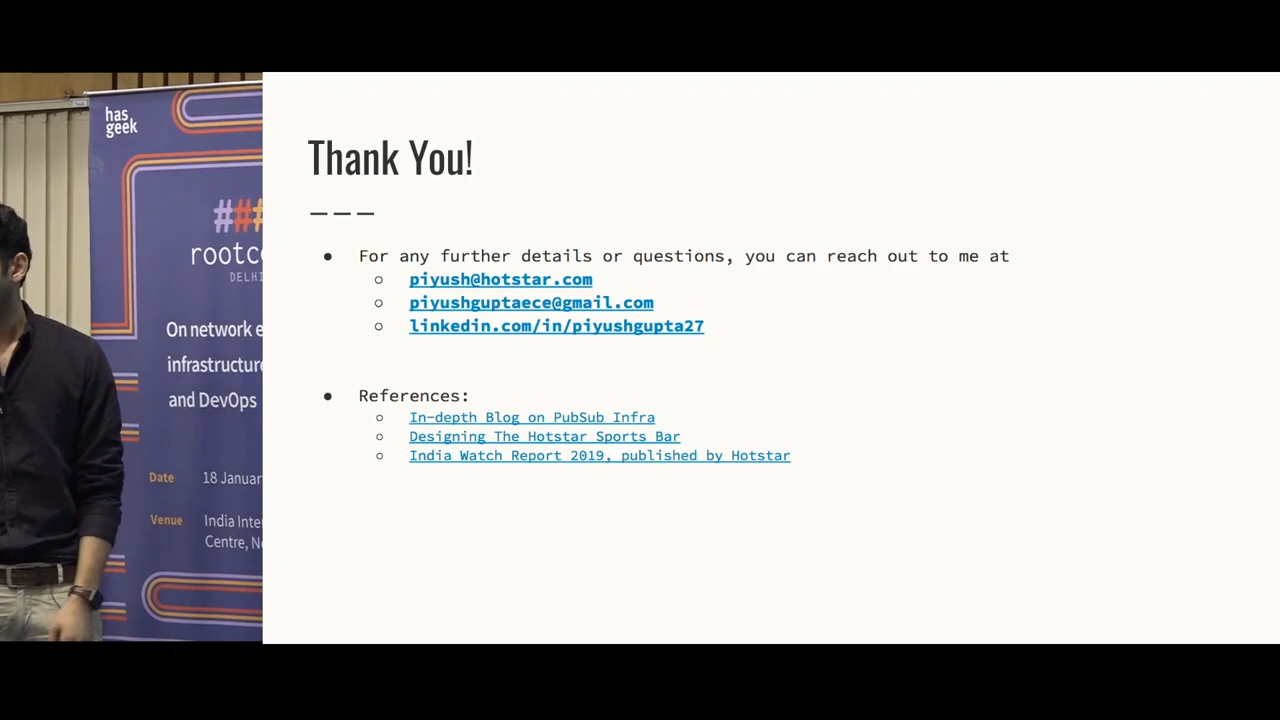 has
geek
###
DELHI
On network
infrastructure
and DevOps
Date 18
Venue India
Centre,
Thank You!
● For any further details or questions, you can reach out to me at
○ piyush@hotstar.com
○ piyushguptaece@gmail.com
○ linkedin.com/in/piyushgupta27
● References:
○ In-depth Blog on PubSub Infra
○ Designing The Hotstar Sports Bar
○ India Watch Report 2019, published by Hotstar